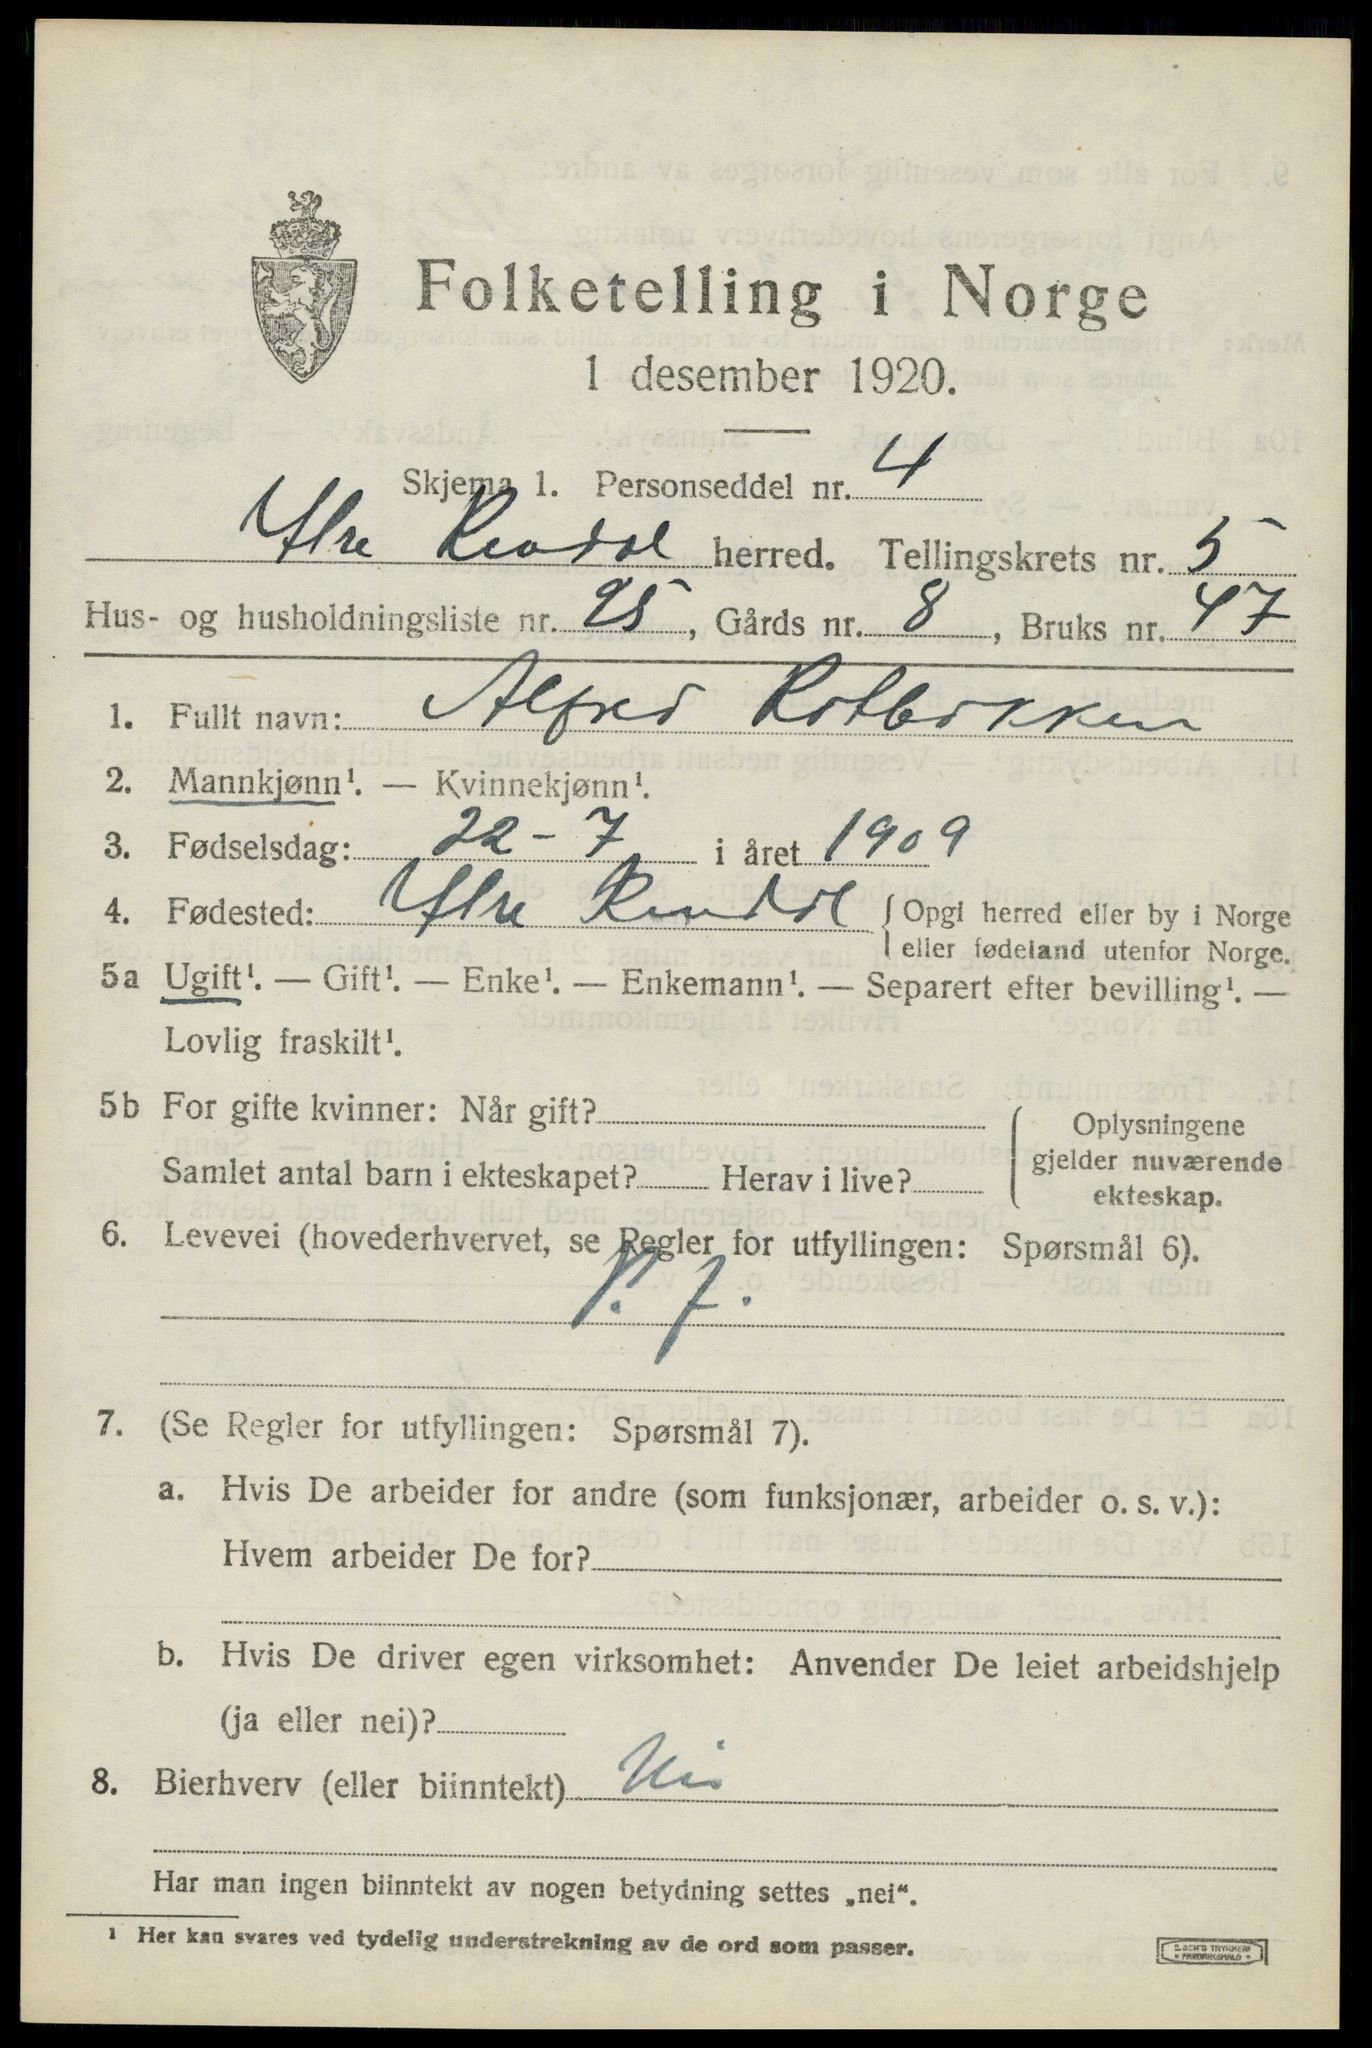 Folketelling i Norge
1 desember 1920.
Skjema 1. Personseddel nr. 4
Ytre Rendal herred. Tellingskrets nr. 5
Hus- og husholdningsliste nr. 25, Gårds nr. 8, Bruks nr. 47
1. Fullt navn: Alfred Rotbakken
2. Mannkjønn¹. — Kvinnekjønn¹.
3. Fødselsdag: 22-7 i året 1909
4. Fødested: Ytre Rendal { Opgi herred eller by i Norge
eller fødeland utenfor Norge.
5a Ugift¹. — Gift¹. — Enke¹. — Enkemann¹. — Separert efter bevilling¹. —
Lovlig fraskilt¹.
5b For gifte kvinner: Når gift?
Samlet antal barn i ekteskapet? Herav i live?
Oplysningene
gjelder nuværende
ekteskap.
6. Levevei (hovederhvervet, se Regler for utfyllingen: Spørsmål 6).
7. (Se Regler for utfyllingen: Spørsmål 7).
a. Hvis De arbeider for andre (som funksjonær, arbeider o. s. v.):
Hvem arbeider De for?
b. Hvis De driver egen virksomhet: Anvender De leiet arbeidshjelp
(ja eller nei)?
8. Bierhverv (eller biinntekt) Nei
Har man ingen biinntekt av nogen betydning settes „nei“.
¹ Her kan svares ved tydelig understrekning av de ord som passer.